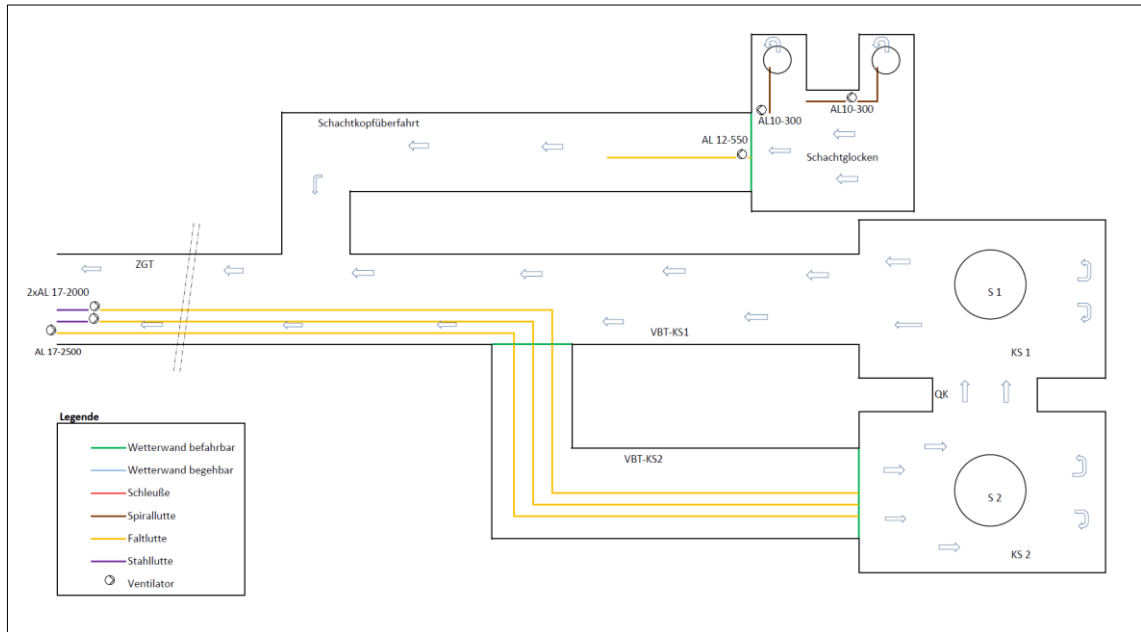 AL10-300
AL10-300
Schachtkopfüberfahrt
AL 12-550
Schachtglocken
ZGT
2xAL 17-2000
S 1
VBT-KS1
AL 17-2500
KS 1
QK
Legende
Wetterwand befahrbar
Wetterwand begehbar
Schleuße
Spirallutte
Faltlutte
Stahllutte
Ventilator
VBT-KS2
S 2
KS 2